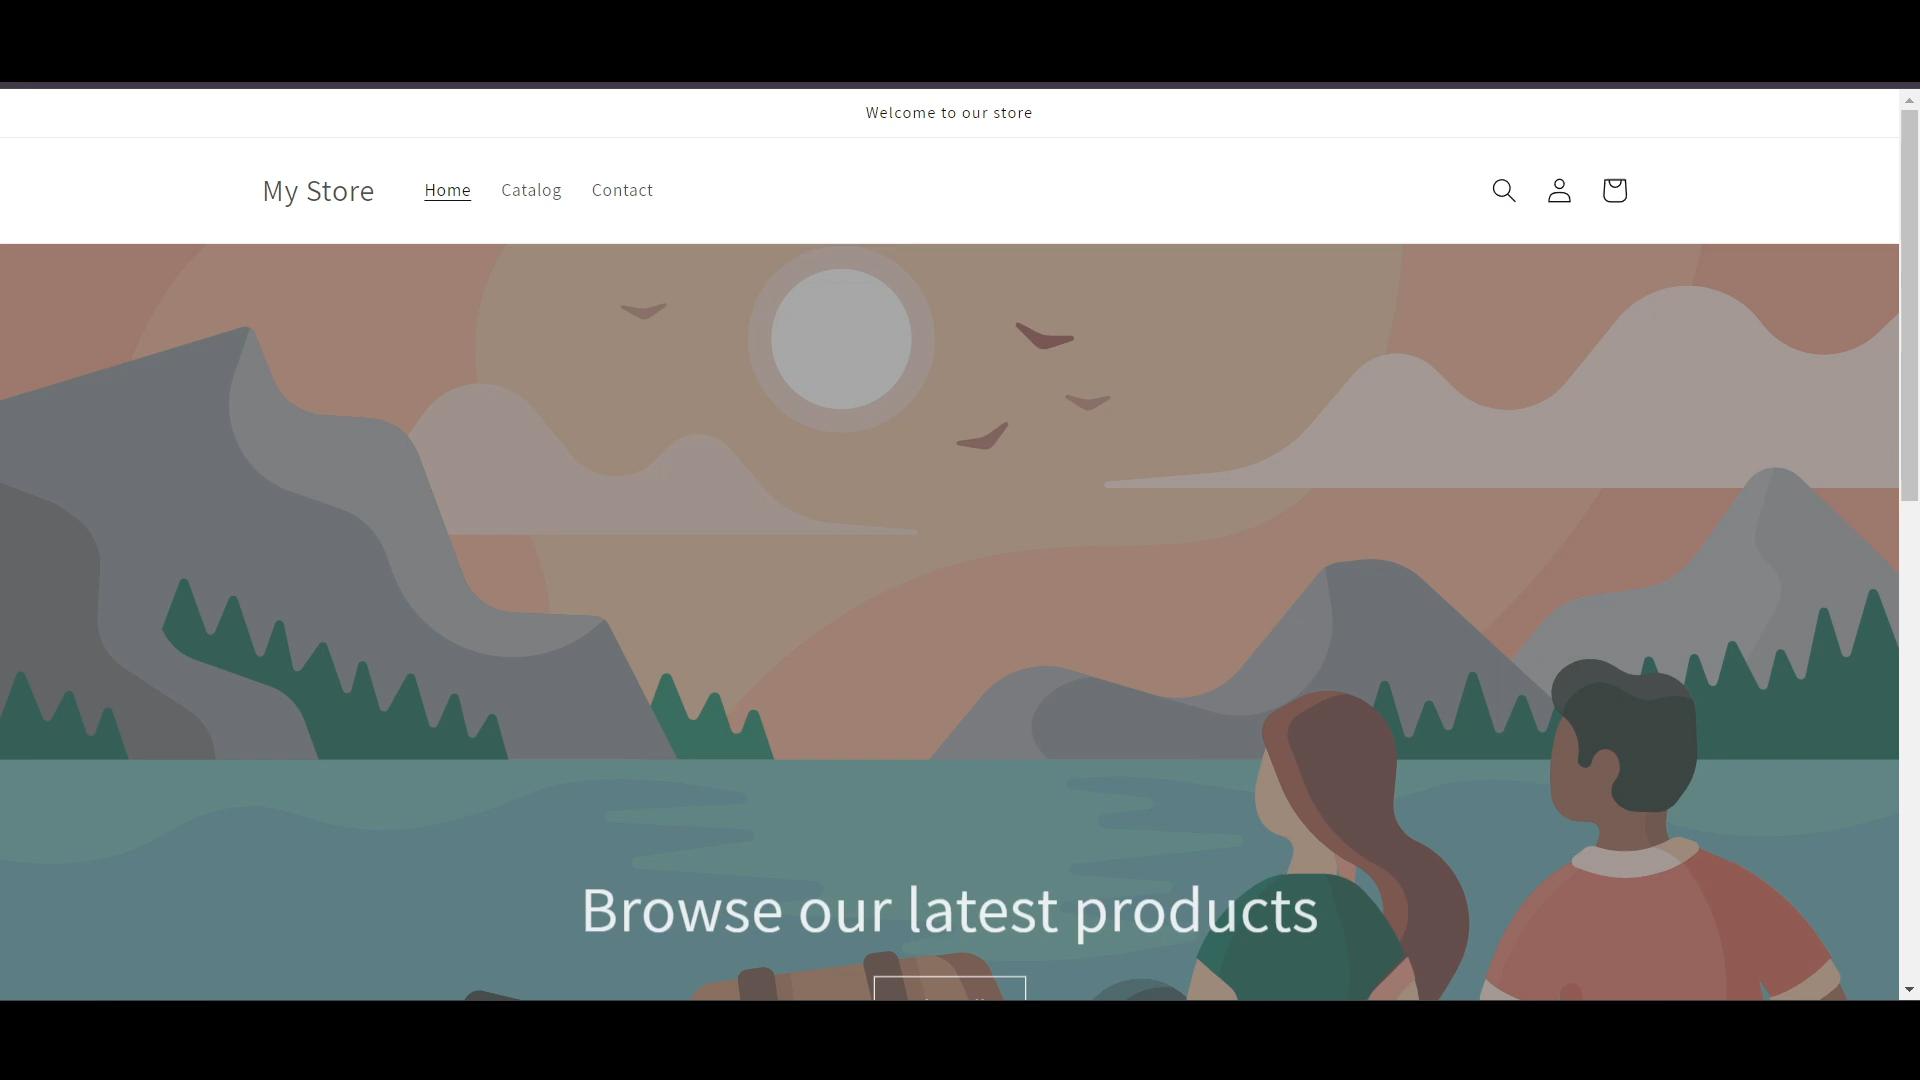 Welcome to our store
My Store Home Catalog Contact
Browse our latest products